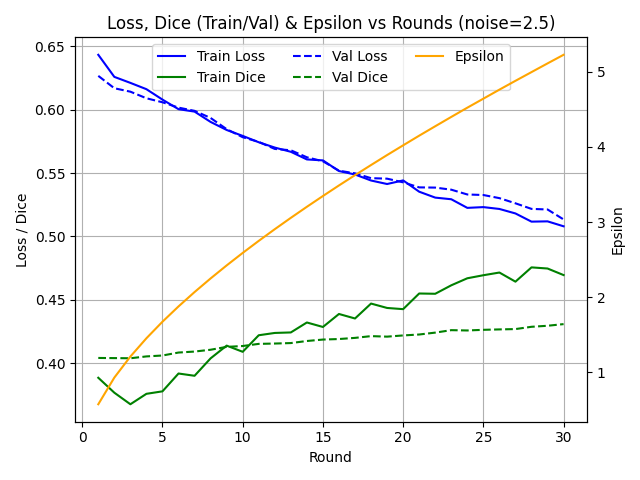 Loss, Dice (Train/Val) & Epsilon vs Rounds (noise=2.5)
Train Loss
Train Dice
Val Loss
Val Dice
Epsilon
Loss / Dice
0.65
0.60
0.55
0.50
0.45
0.40
Epsilon
5
4
3
2
1
0 5 10 15 20 25 30
Round